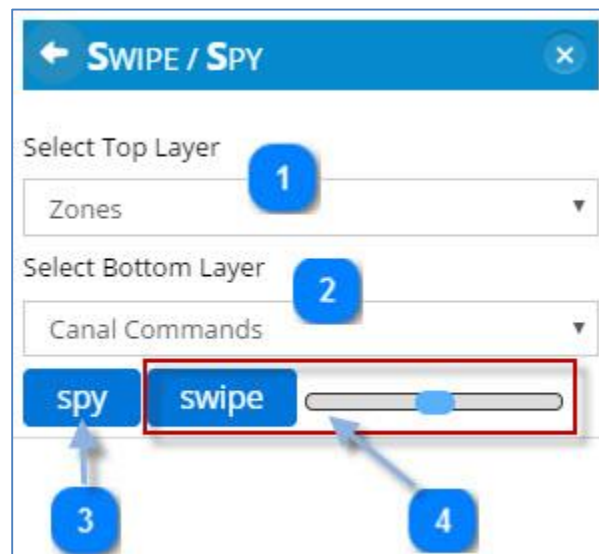 SWIPE / SPY
Select Top Layer
1
Zones
Select Bottom Layer
2
Canal Commands
spy swipe
3 4